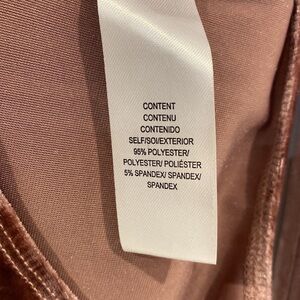 CONTENT
CONTENU
CONTENIDO
SELF/SOI/EXTERIOR
95% POLYESTER/
POLYESTER/ POLIÉSTER
5% SPANDEX/ SPANDEX/
SPANDEX